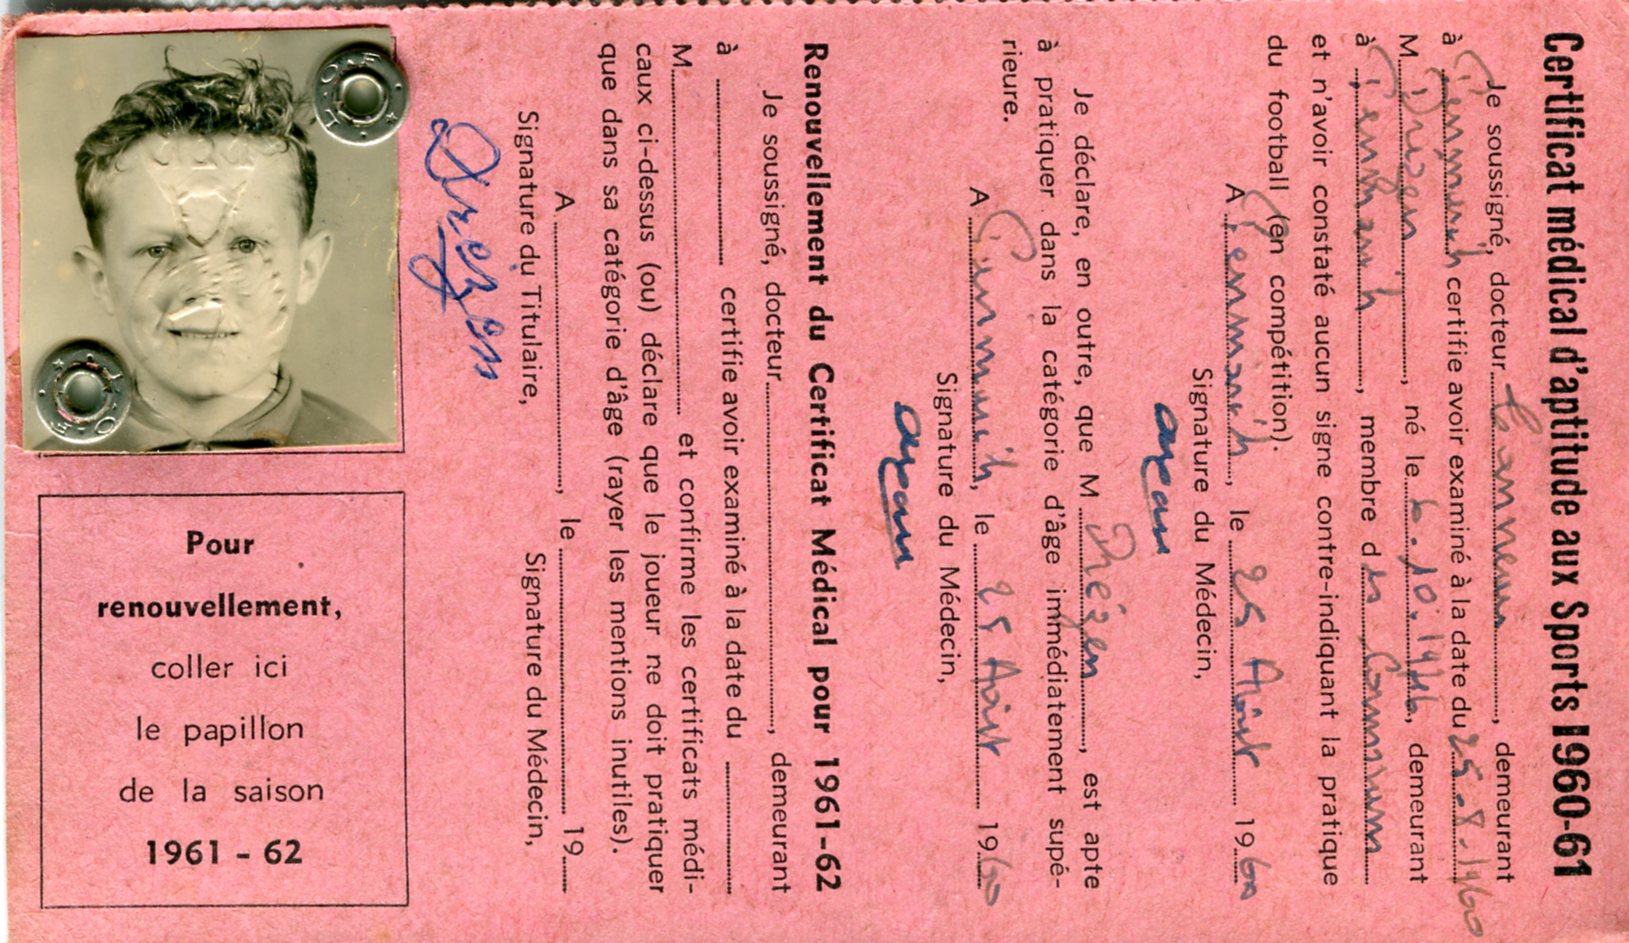 Certificat médical d'aptitude aux Sports 1960-61
Je soussigné, docteur, demeurant
à certifie avoir examiné à la date du 25-8-1960
M. Drezen, né le 6.10.1946, demeurant
à, membre d
et n'avoir constaté aucun signe contre-indiquant la pratique
du football (en compétition).
A, le 25 Août 1960
Signature du Médecin,
Je déclare, en outre, que M Drezen, est apte
à pratiquer dans la catégorie d'âge immédiatement supé-
rieure.
A, le 25 Août 1960
Signature du Médecin,
Renouvellement du Certificat Médical pour 1961-62
Je soussigné, docteur, demeurant
à certifie avoir examiné à la date du
M. et confirme les certificats médi-
caux ci-dessus (ou) déclare que le joueur ne doit pratiquer
que dans sa catégorie d'âge (rayer les mentions inutiles).
A, le 19
Signature du Titulaire, Signature du Médecin,
Drezen
Pour
renouvellement,
coller ici
le papillon
de la saison
1961 - 62